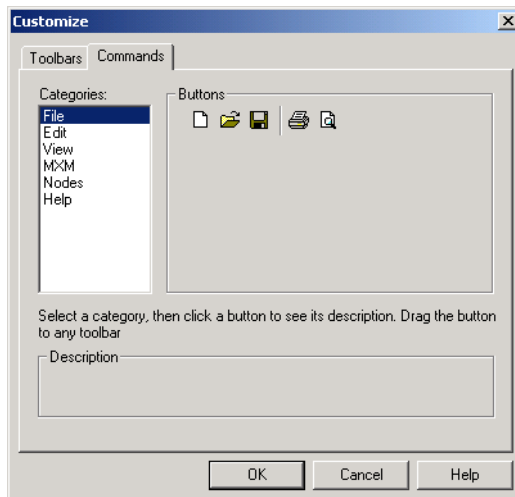 Customize
Toolbars
Commands
Categories:
File
Edit
View
MXM
Nodes
Help
Buttons
Select a category, then click a button to see its description. Drag the button
to any toolbar
Description
OK
Cancel
Help